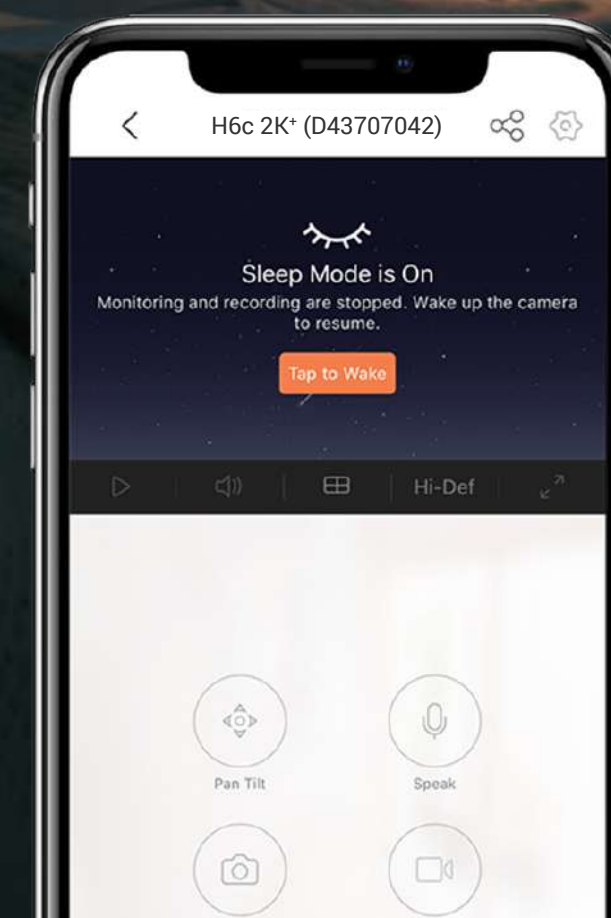 H6c 2K⁺ (D43707042)
Sleep Mode is On
Monitoring and recording are stopped. Wake up the camera
to resume.
Tap to Wake
Hi-Def
Pan Tilt
Speak